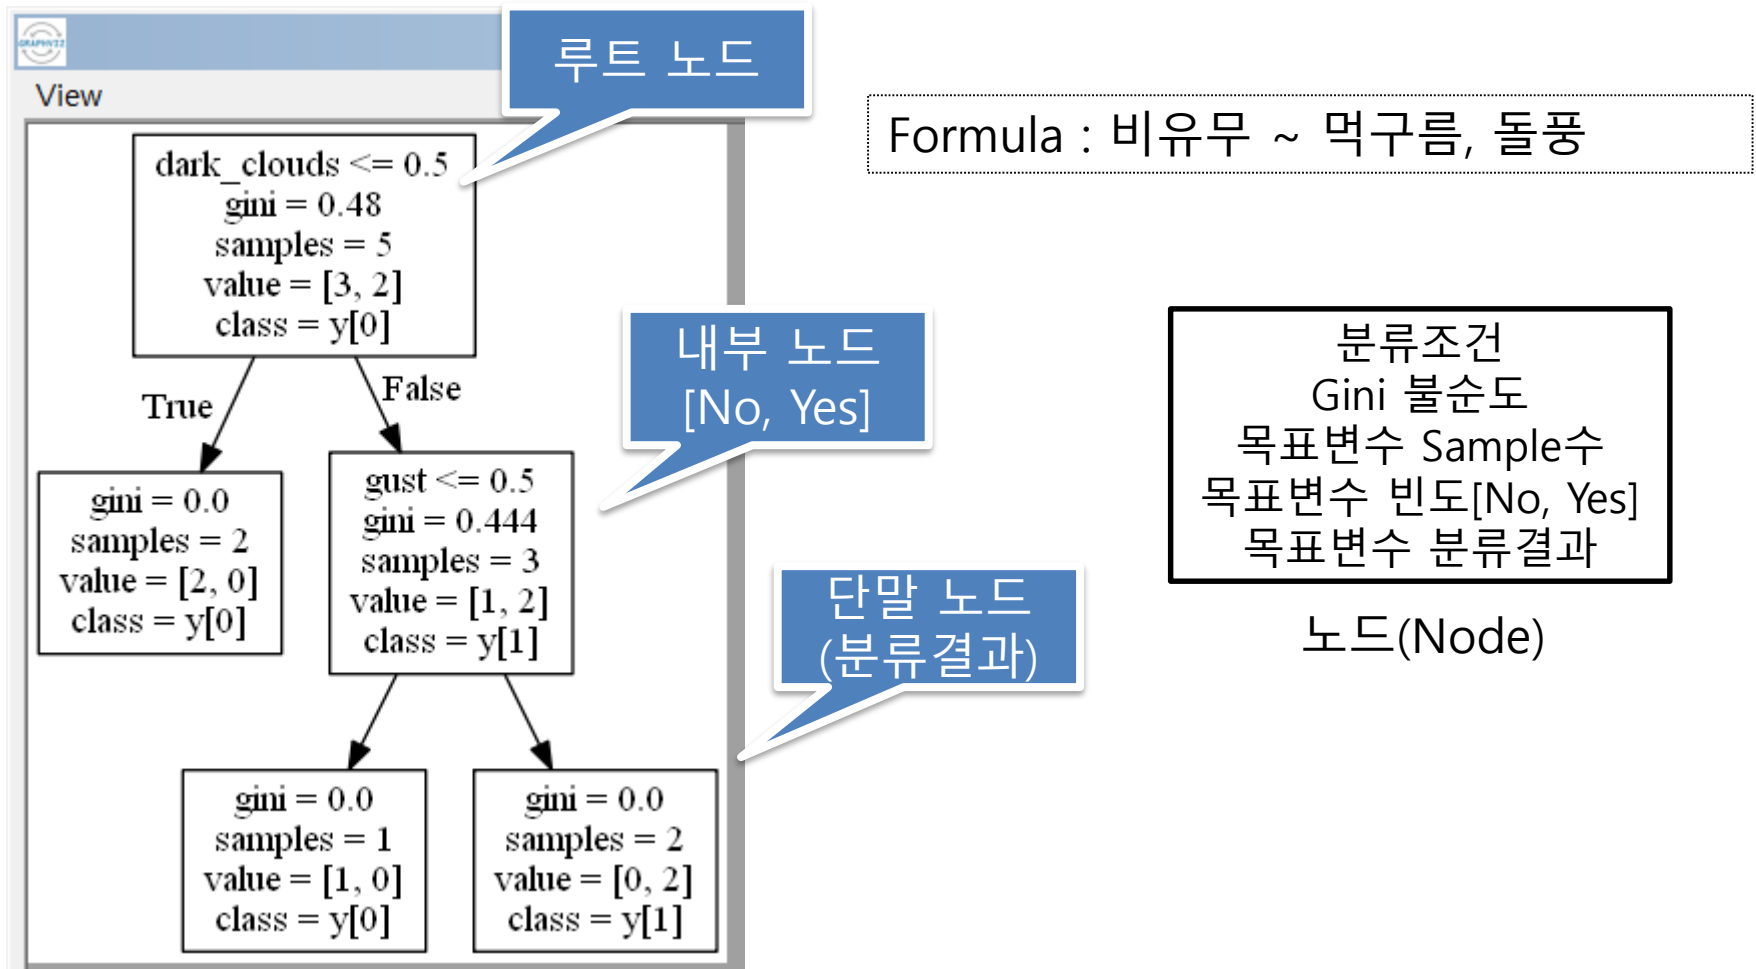 GRAPHVIZ
View
루트 노드
dark_clouds <= 0.5
gini = 0.48
samples = 5
value = [3, 2]
class = y[0]
True
False
gini = 0.0
samples = 2
value = [2, 0]
class = y[0]
gust <= 0.5
gini = 0.444
samples = 3
value = [1, 2]
class = y[1]
gini = 0.0
samples = 1
value = [1, 0]
class = y[0]
gini = 0.0
samples = 2
value = [0, 2]
class = y[1]
내부 노드
[No, Yes]
단말 노드
(분류결과)
Formula : 비유무 ~ 먹구름, 돌풍
분류조건
Gini 불순도
목표변수 Sample수
목표변수 빈도[No, Yes]
목표변수 분류결과
노드(Node)